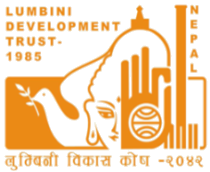 LUMBINI
DEVELOPMENT
TRUST-
1985
NEPAL
लुम्बिनी विकास कोष -२०४२